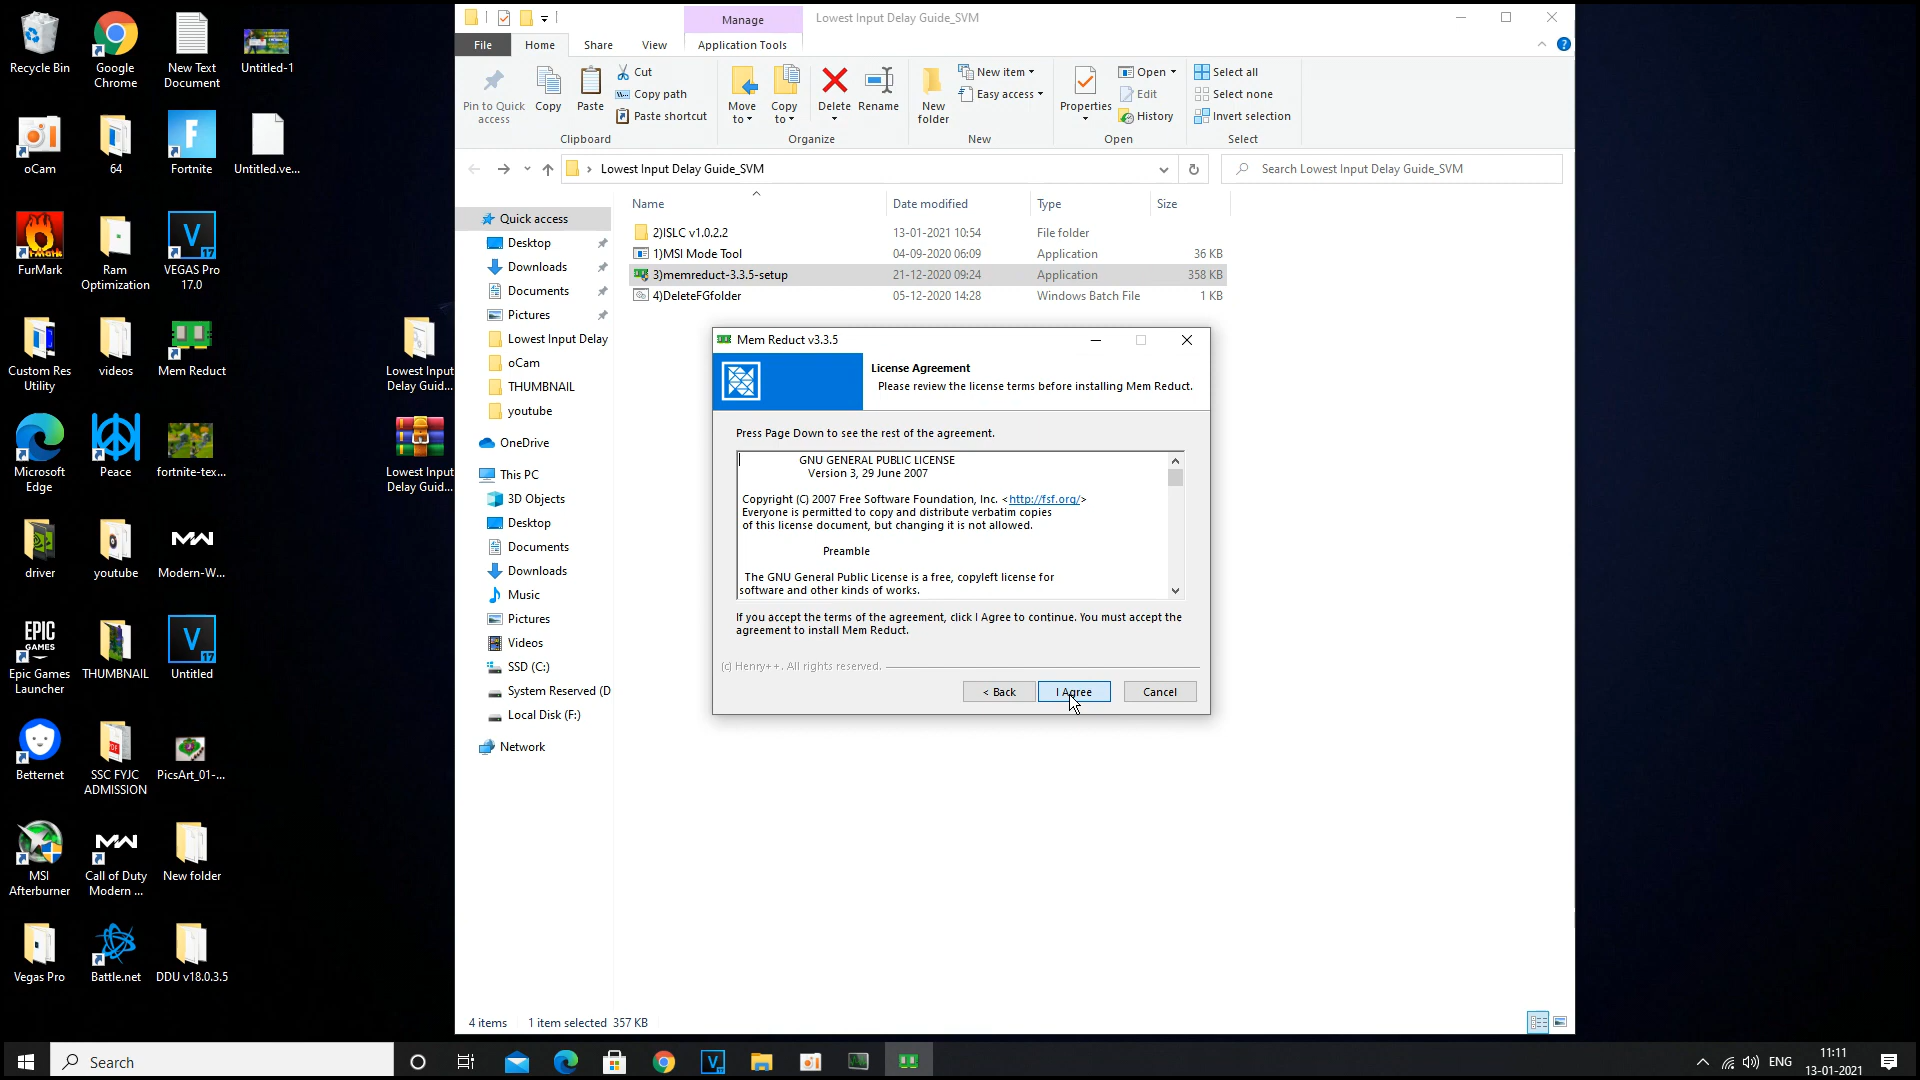 Recycle Bin
Google
Chrome
New Text
Document
Untitled-1
oCam
64
Fortnite
Untitled.ve...
FurMark
Ram
Optimization
VEGAS Pro
17.0
Custom Res
Utility
videos
Mem Reduct
Lowest Input
Delay Guid...
Microsoft
Edge
Peace
fortnite-tex...
Lowest Input
Delay Guid...
driver
youtube
Modern-W...
EPIC
GAMES
Epic Games
Launcher
THUMBNAIL
Untitled
Betternet
SSC FYJC
ADMISSION
PicsArt_01-...
MSI
Afterburner
Call of Duty
Modern ...
New folder
Vegas Pro
Battle.net
DDU v18.0.3.5
Manage
Lowest Input Delay Guide_SVM
File
Home
Share
View
Application Tools
Pin to Quick
access
Copy
Paste
Cut
Copy path
Paste shortcut
Clipboard
Move
to
Copy
to
Delete
Rename
Organize
New
folder
New item
Easy access
New
Properties
Open
Edit
History
Open
Select all
Select none
Invert selection
Select
Lowest Input Delay Guide_SVM
Search Lowest Input Delay Guide_SVM
Name Date modified Type Size
2)ISLC v1.0.2.2 13-01-2021 10:54 File folder
1)MSI Mode Tool 04-09-2020 06:09 Application 36 KB
3)memreduct-3.3.5-setup 21-12-2020 09:24 Application 358 KB
4)DeleteFGfolder 05-12-2020 14:28 Windows Batch File 1 KB
Quick access
Desktop
Downloads
Documents
Pictures
Lowest Input Delay
oCam
THUMBNAIL
youtube
OneDrive
This PC
3D Objects
Desktop
Documents
Downloads
Music
Pictures
Videos
SSD (C:)
System Reserved (D
Local Disk (F:)
Network
Mem Reduct v3.3.5
License Agreement
Please review the license terms before installing Mem Reduct.
Press Page Down to see the rest of the agreement.
GNU GENERAL PUBLIC LICENSE
Version 3, 29 June 2007
Copyright (C) 2007 Free Software Foundation, Inc. <http://fsf.org/>
Everyone is permitted to copy and distribute verbatim copies
of this license document, but changing it is not allowed.
Preamble
The GNU General Public License is a free, copyleft license for
software and other kinds of works.
If you accept the terms of the agreement, click I Agree to continue. You must accept the
agreement to install Mem Reduct.
(c) Henry++. All rights reserved.
< Back
I Agree
Cancel
4 items 1 item selected 357 KB
Search
ENG
11:11
13-01-2021